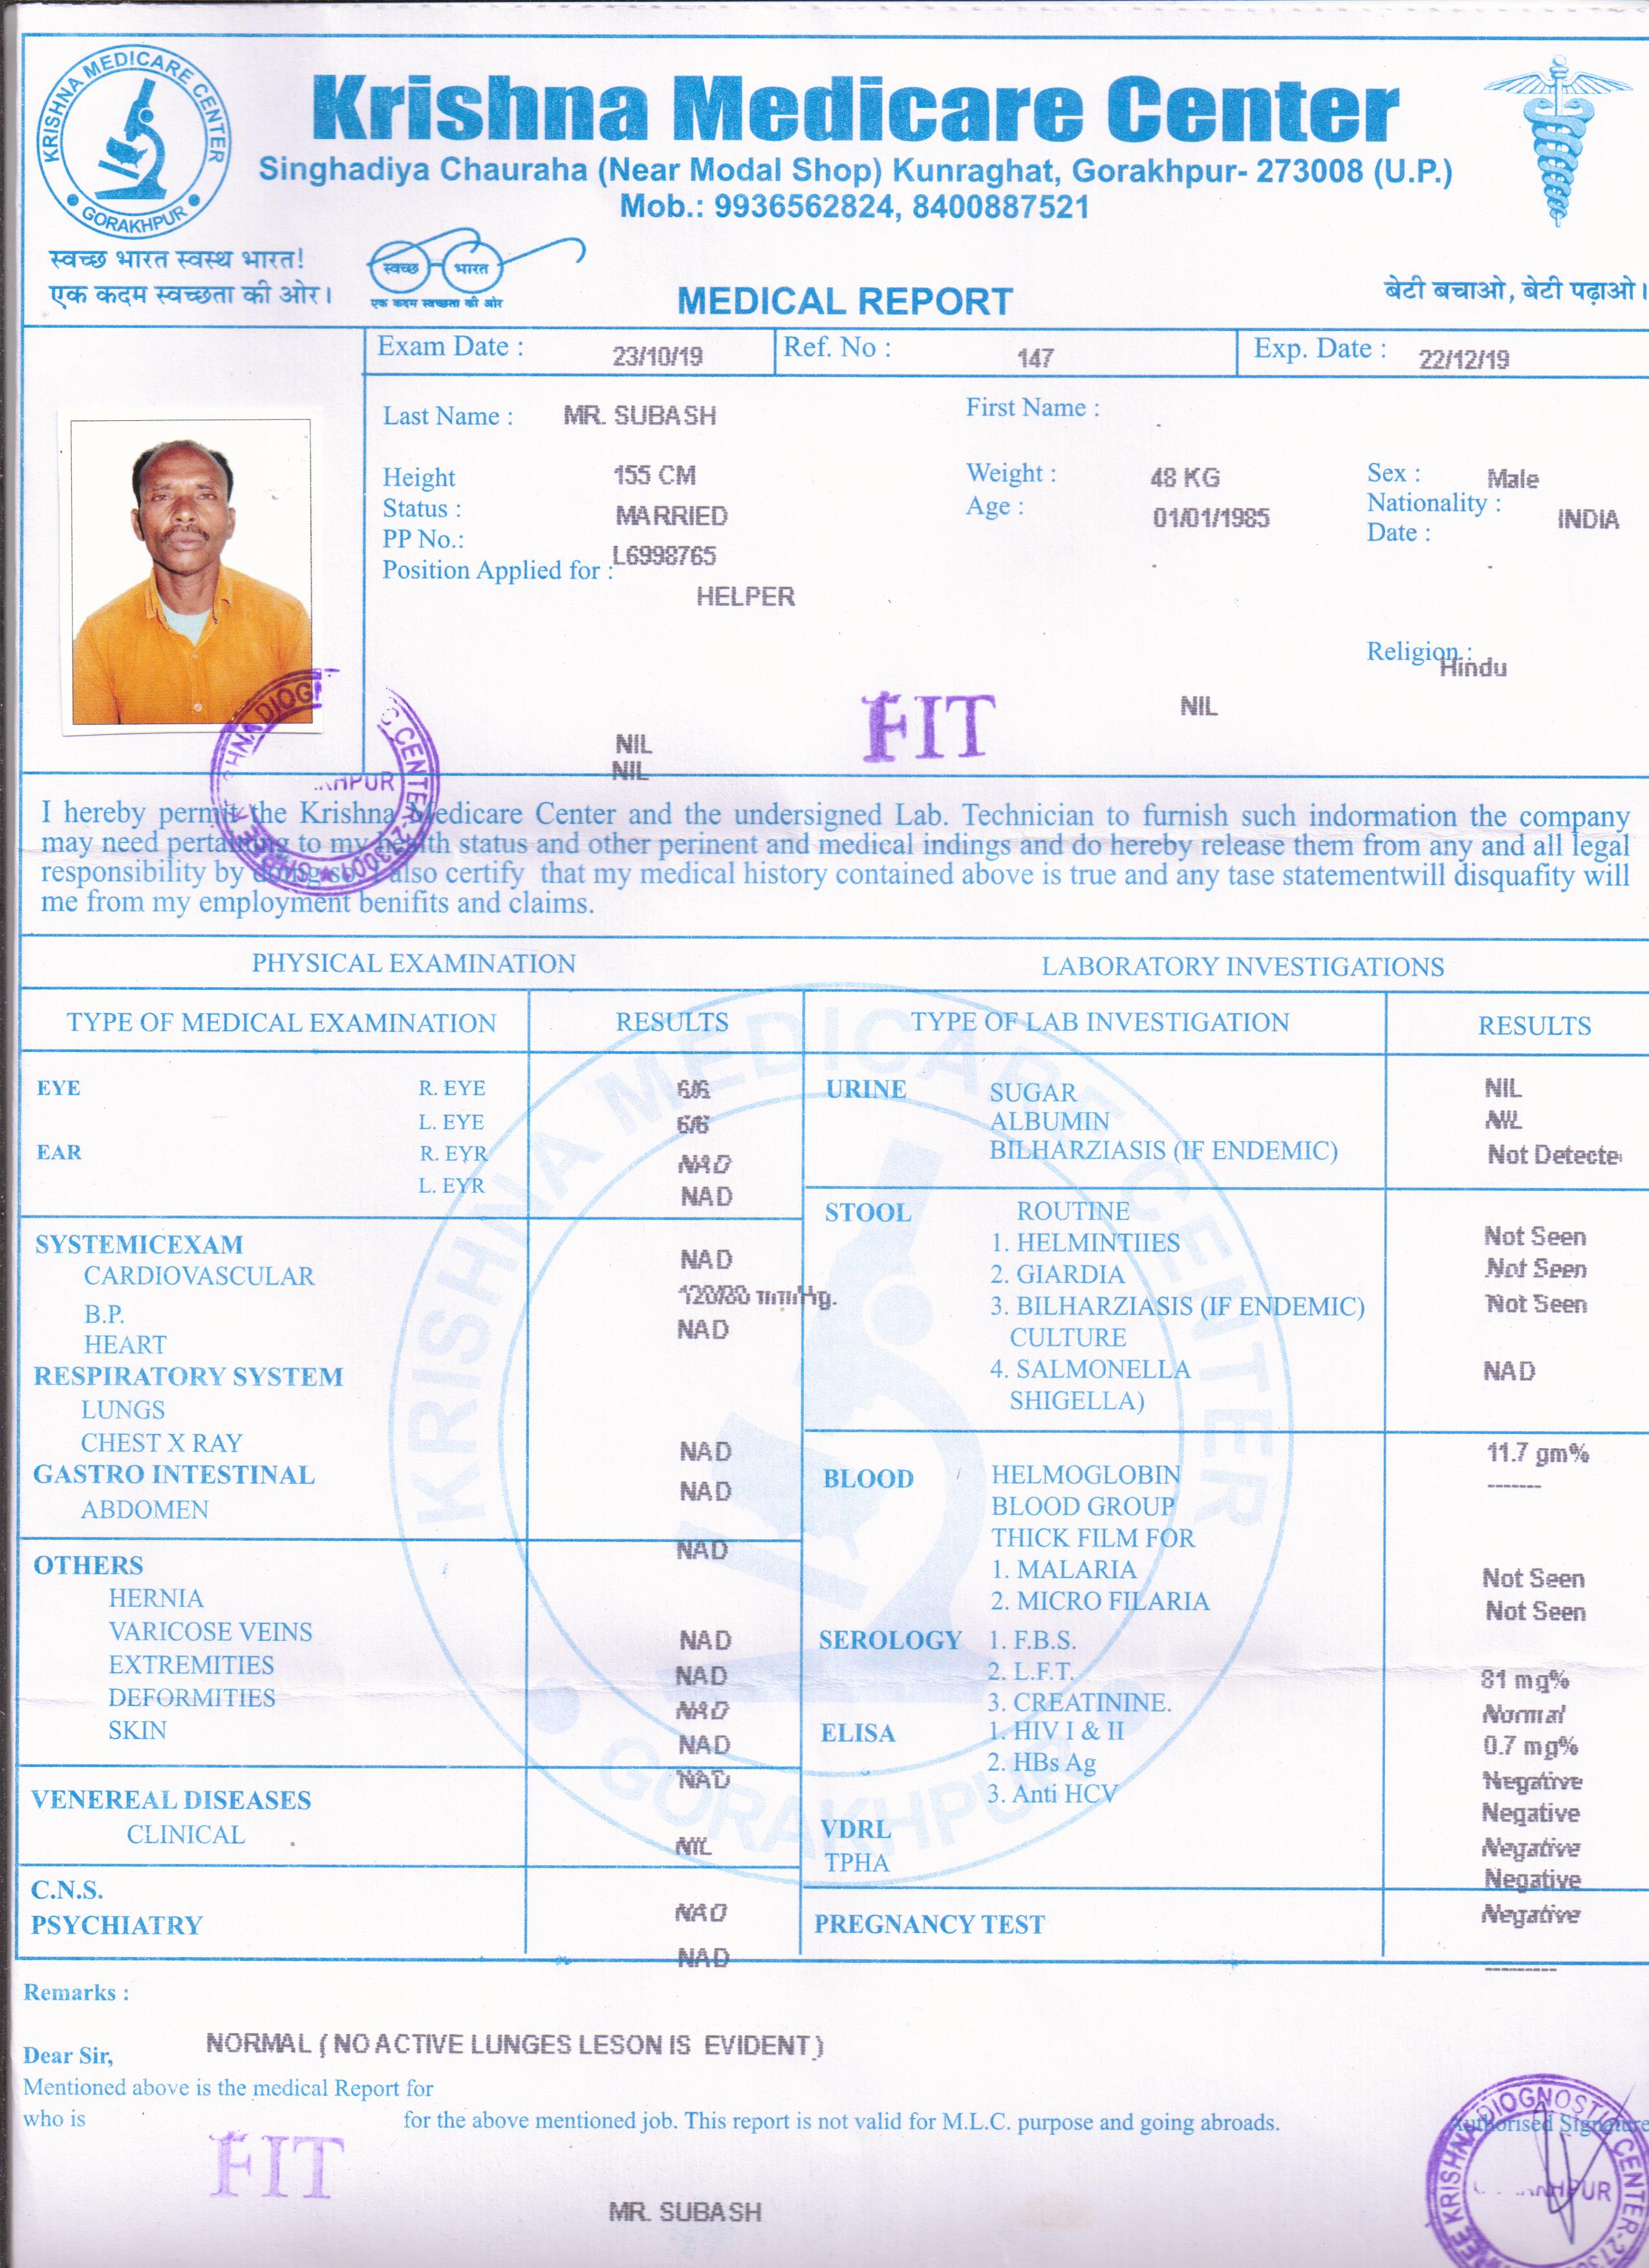 KRISHNA MEDICARE CENTER
GORAKHPUR
Krishna Medicare Center
Singhadiya Chauraha (Near Modal Shop) Kunraghat, Gorakhpur- 273008 (U.P.)
Mob.: 9936562824, 8400887521
स्वच्छ भारत स्वस्थ भारत!
एक कदम स्वच्छता की ओर।
स्वच्छ भारत
एक कदम स्वच्छता की ओर
MEDICAL REPORT
बेटी बचाओ, बेटी पढ़ाओ।
Exam Date : 23/10/19 Ref. No : 147 Exp. Date : 22/12/19
Last Name : MR. SUBASH First Name : .
Height 155 CM Weight : 48 KG Sex : Male
Status : MARRIED Age : 01/01/1985 Nationality : INDIA
PP No.: L6998765 . Date : .
Position Applied for : HELPER
Religion : Hindu
FIT NIL
NIL
NIL
HNA DIOG C CENTER-2 HPUR
I hereby permit the Krishna Medicare Center and the undersigned Lab. Technician to furnish such indormation the company
may need pertaining to my health status and other perinent and medical indings and do hereby release them from any and all legal
responsibility by doing so. I also certify that my medical history contained above is true and any tase statementwill disquafity will
me from my employment benifits and claims.
PHYSICAL EXAMINATION LABORATORY INVESTIGATIONS
TYPE OF MEDICAL EXAMINATION RESULTS TYPE OF LAB INVESTIGATION RESULTS
EYE R. EYE 6/6
L. EYE 6/6
EAR R. EYR NAD
L. EYR NAD
SYSTEMICEXAM
CARDIOVASCULAR NAD
B.P. 120/80 mmHg.
HEART NAD
RESPIRATORY SYSTEM
LUNGS
CHEST X RAY NAD
GASTRO INTESTINAL NAD
ABDOMEN
NAD
OTHERS
HERNIA
VARICOSE VEINS NAD
EXTREMITIES NAD
DEFORMITIES NAD
SKIN NAD
NAD
VENEREAL DISEASES
CLINICAL NIL
C.N.S. NAD
PSYCHIATRY
NAD
URINE SUGAR NIL
ALBUMIN NIL
BILHARZIASIS (IF ENDEMIC) Not Detecte
STOOL ROUTINE
1. HELMINTIIES Not Seen
2. GIARDIA Not Seen
3. BILHARZIASIS (IF ENDEMIC) Not Seen
CULTURE
4. SALMONELLA NAD
SHIGELLA)
BLOOD HELMOGLOBIN 11.7 gm%
BLOOD GROUP -------
THICK FILM FOR
1. MALARIA Not Seen
2. MICRO FILARIA Not Seen
SEROLOGY 1. F.B.S.
2. L.F.T. 81 mg%
3. CREATININE. Normal
ELISA 1. HIV I & II 0.7 mg%
2. HBs Ag Negative
3. Anti HCV Negative
VDRL Negative
TPHA Negative
PREGNANCY TEST Negative
---------
KRISHNA MEDICARE CENTER
GORAKHPUR
Remarks :
NORMAL ( NO ACTIVE LUNGES LESON IS EVIDENT )
Dear Sir,
Mentioned above is the medical Report for
who is for the above mentioned job. This report is not valid for M.L.C. purpose and going abroads.
Authorised Signature
FIT
MR. SUBASH
REE KRISHNA DIOGNOSTIC CENTER-273 PUR